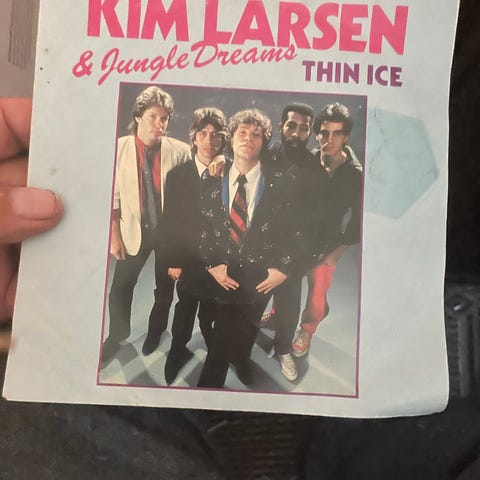 KIM LARSEN
& Jungle Dreams
THIN ICE